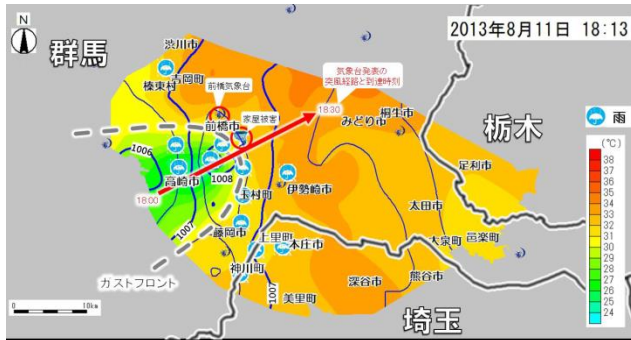 2013年8月11日 18:13
N
群馬
渋川市
吉岡町
榛東村
前橋気象台
気象台発表の
突風経路と到達時刻
18:30
桐生市
みどり市
栃木
雨
前橋市
家屋被害
足利市
1006
高崎市
1008
伊勢崎市
玉村町
18:00
太田市
1007
藤岡市
上里町
本庄市
大泉町
邑楽町
神川町
ガストフロント
深谷市
熊谷市
美里町
1007
埼玉
0
10km
(℃)
38
37
36
35
34
33
32
31
30
29
28
27
26
25
24